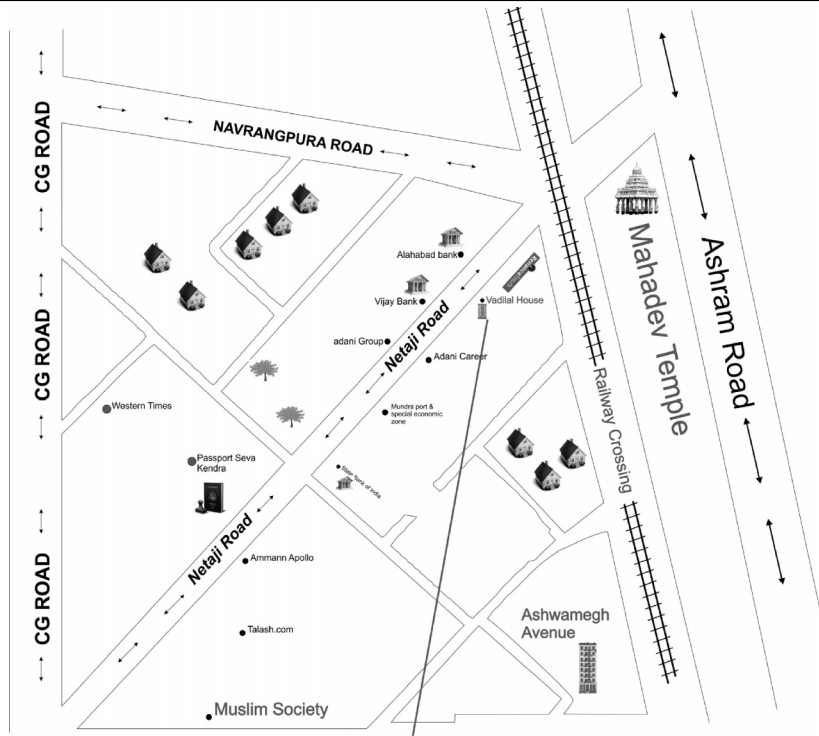 CG ROAD
NAVRANGPURA ROAD
Alahabad bank
Vijay Bank
Vadilal House
adani Group
Netaji Road
Adani Career
Mundra port &
special economic
zone
State Bank of India
CG ROAD
Western Times
Passport Seva
Kendra
Netaji Road
Ammann Apollo
Talash.com
Muslim Society
CG ROAD
Ashwamegh
Avenue
Railway Crossing
Mahadev Temple
Ashram Road